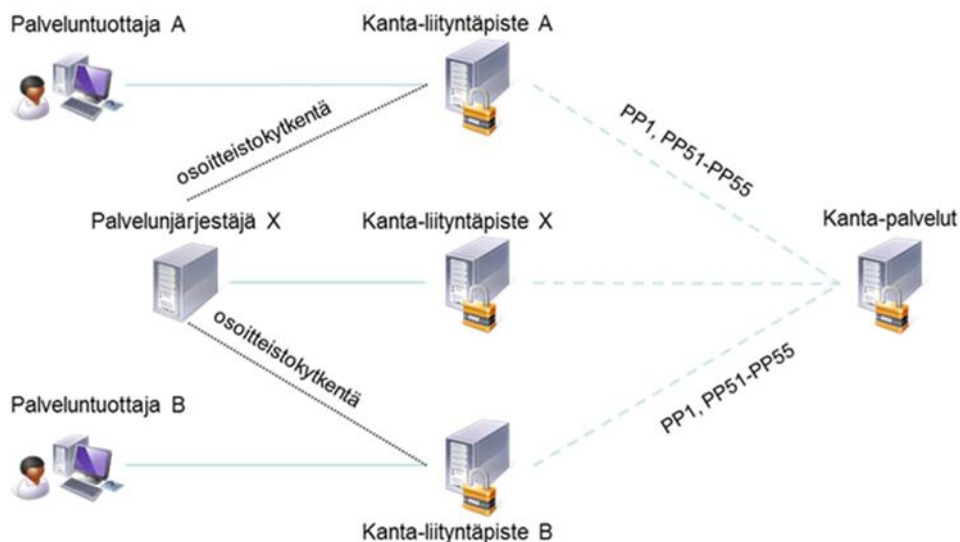 Palveluntuottaja A
Kanta-liityntäpiste A
osoitteistokytkentä
PP1, PP51-PP55
Palvelunjärjestäjä X
Kanta-liityntäpiste X
Kanta-palvelut
osoitteistokytkentä
PP1, PP51-PP55
Palveluntuottaja B
Kanta-liityntäpiste B